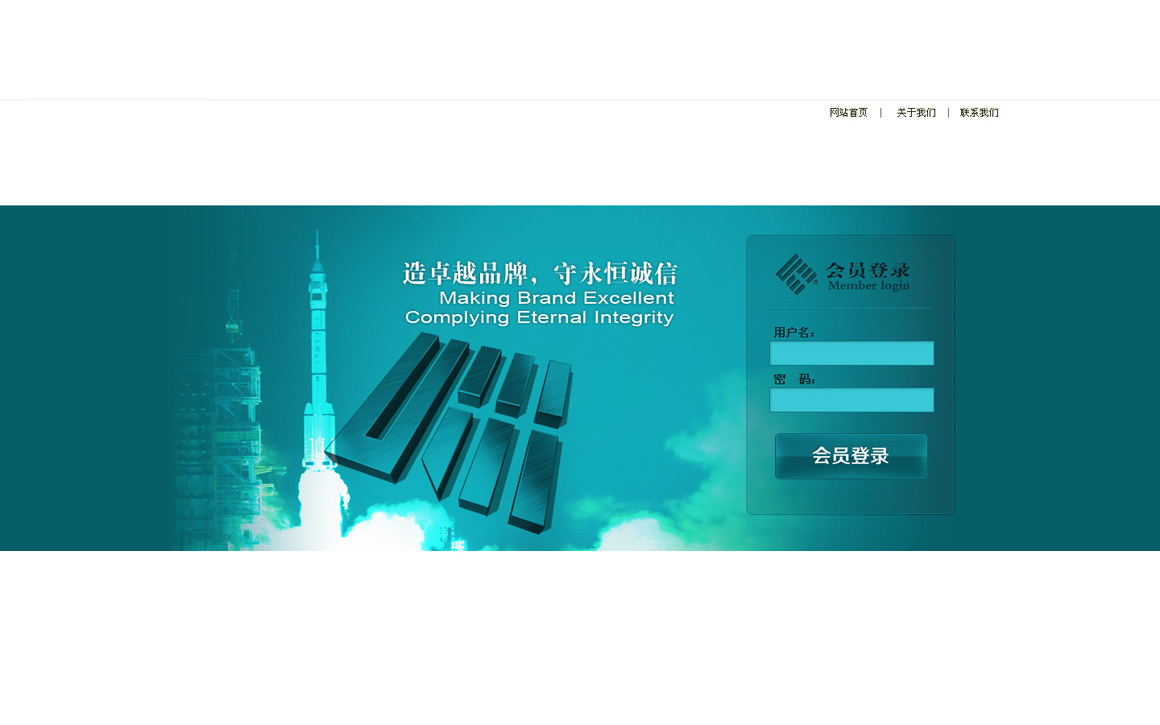 网站首页 | 关于我们 | 联系我们
造卓越品牌，守永恒诚信
Making Brand Excellent
Complying Eternal Integrity
会员登录
Member login
用户名：
密 码：
会员登录